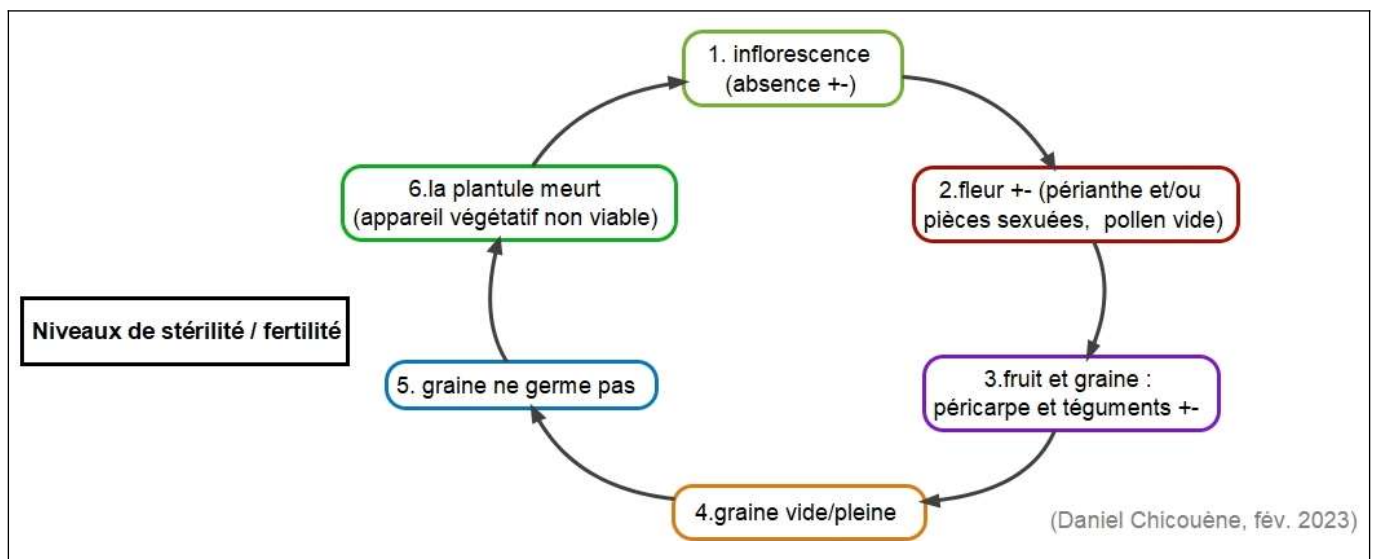 1. inflorescence
(absence +-)
2.fleur +- (périanthe et/ou
pièces sexuées, pollen vide)
3.fruit et graine :
péricarpe et téguments +-
4.graine vide/pleine
5. graine ne germe pas
6.la plantule meurt
(appareil végétatif non viable)
Niveaux de stérilité / fertilité
(Daniel Chicouène, fév. 2023)